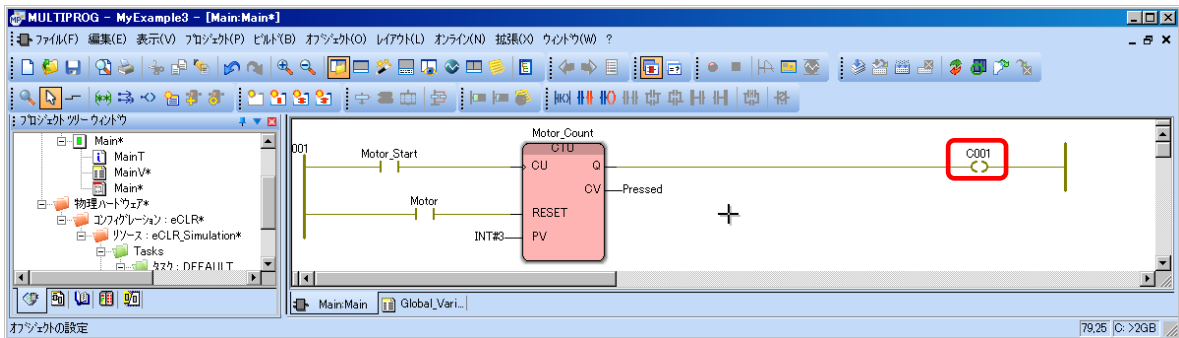 MULTIPROG - MyExample3 - [Main:Main*]
ファイル(F) 編集(E) 表示(V) プロジェクト(P) ビルド(B) オブジェクト(O) レイアウト(L) オンライン(N) 拡張(X) ウィンドウ(W) ?
プロジェクト ツリー ウィンドウ
Main*
MainT
MainV*
Main*
物理ハードウェア*
コンフィグレーション : eCLR*
リソース : eCLR_Simulation*
Tasks
タスク : DEFAULT
001
Motor_Start
Motor_Count
CTU
CU Q
CV Pressed
Motor
RESET
INT#3 PV
C001
Main:Main Global_Vari...
オブジェクトの設定
79,25 C: >2GB